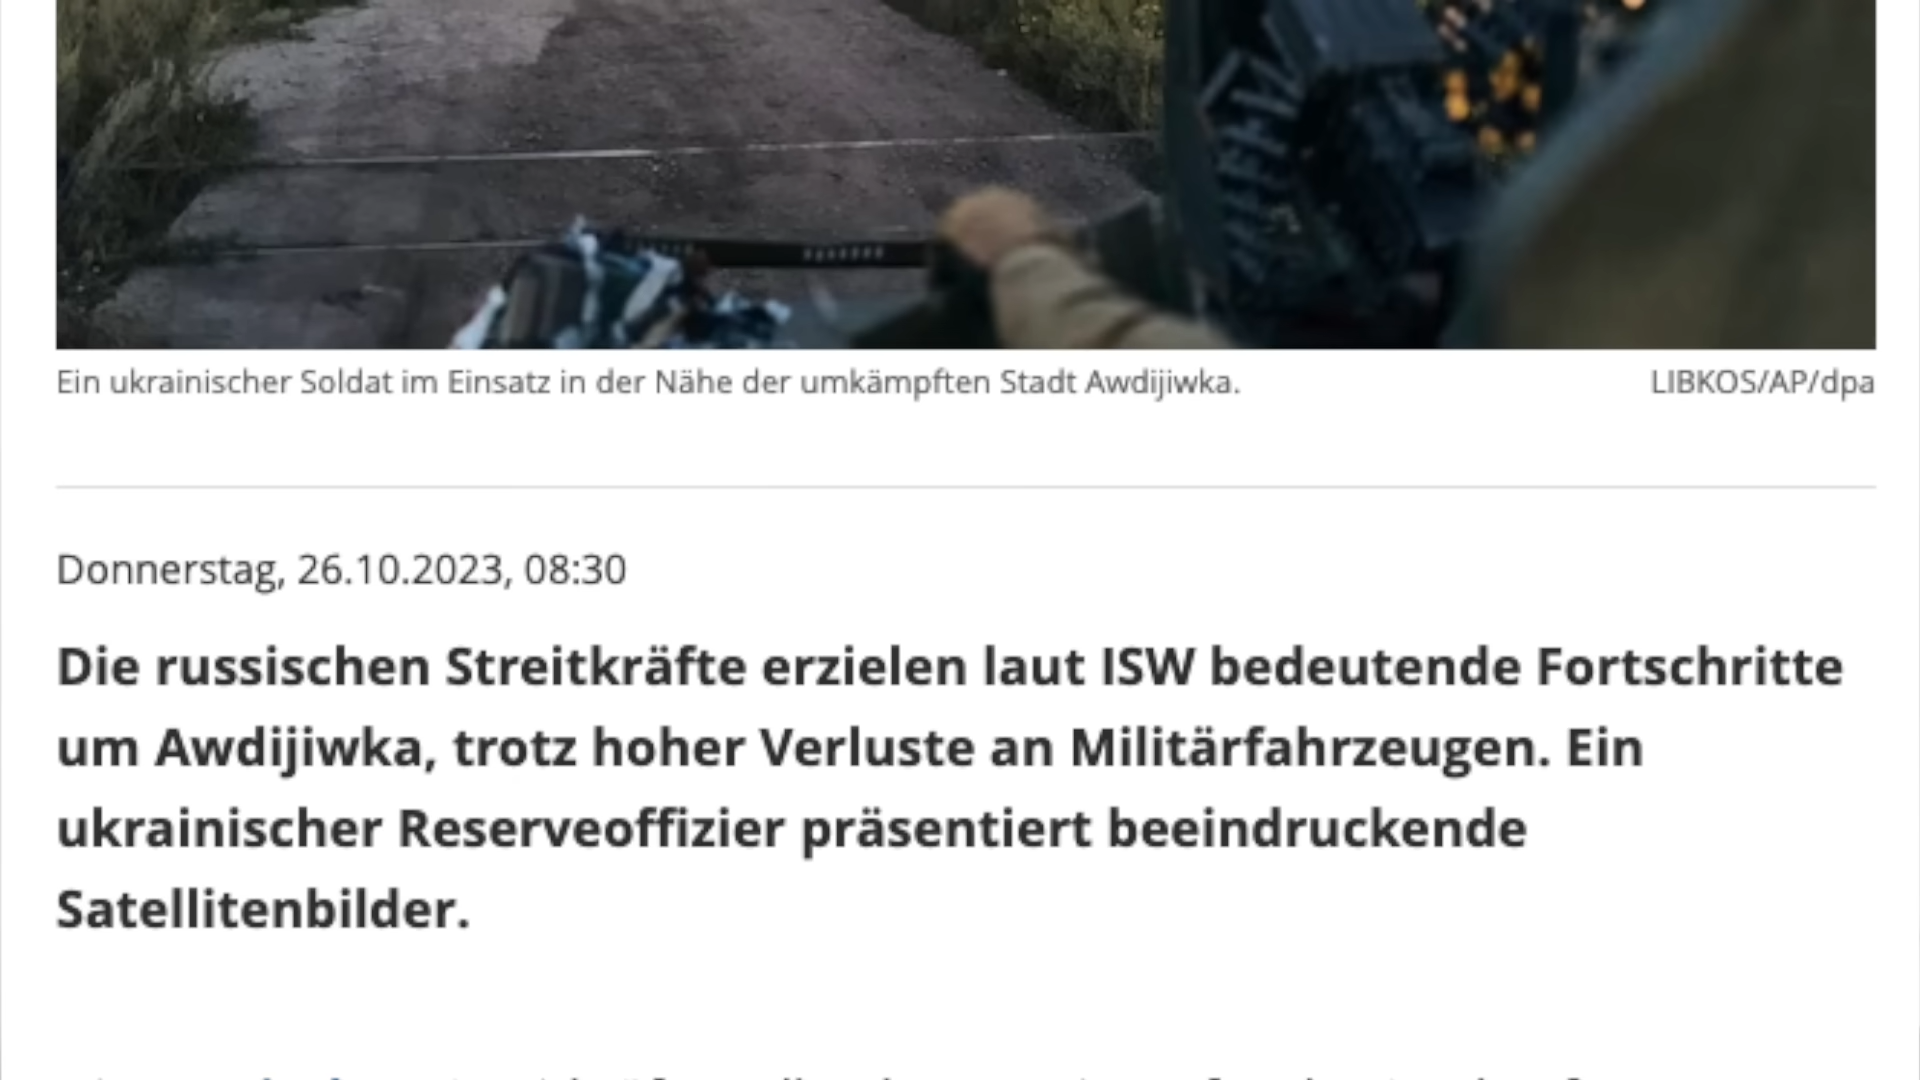 Ein ukrainischer Soldat im Einsatz in der Nähe der umkämpften Stadt Awdijiwka. LIBKOS/AP/dpa
Donnerstag, 26.10.2023, 08:30
Die russischen Streitkräfte erzielen laut ISW bedeutende Fortschritte
um Awdijiwka, trotz hoher Verluste an Militärfahrzeugen. Ein
ukrainischer Reserveoffizier präsentiert beeindruckende
Satellitenbilder.